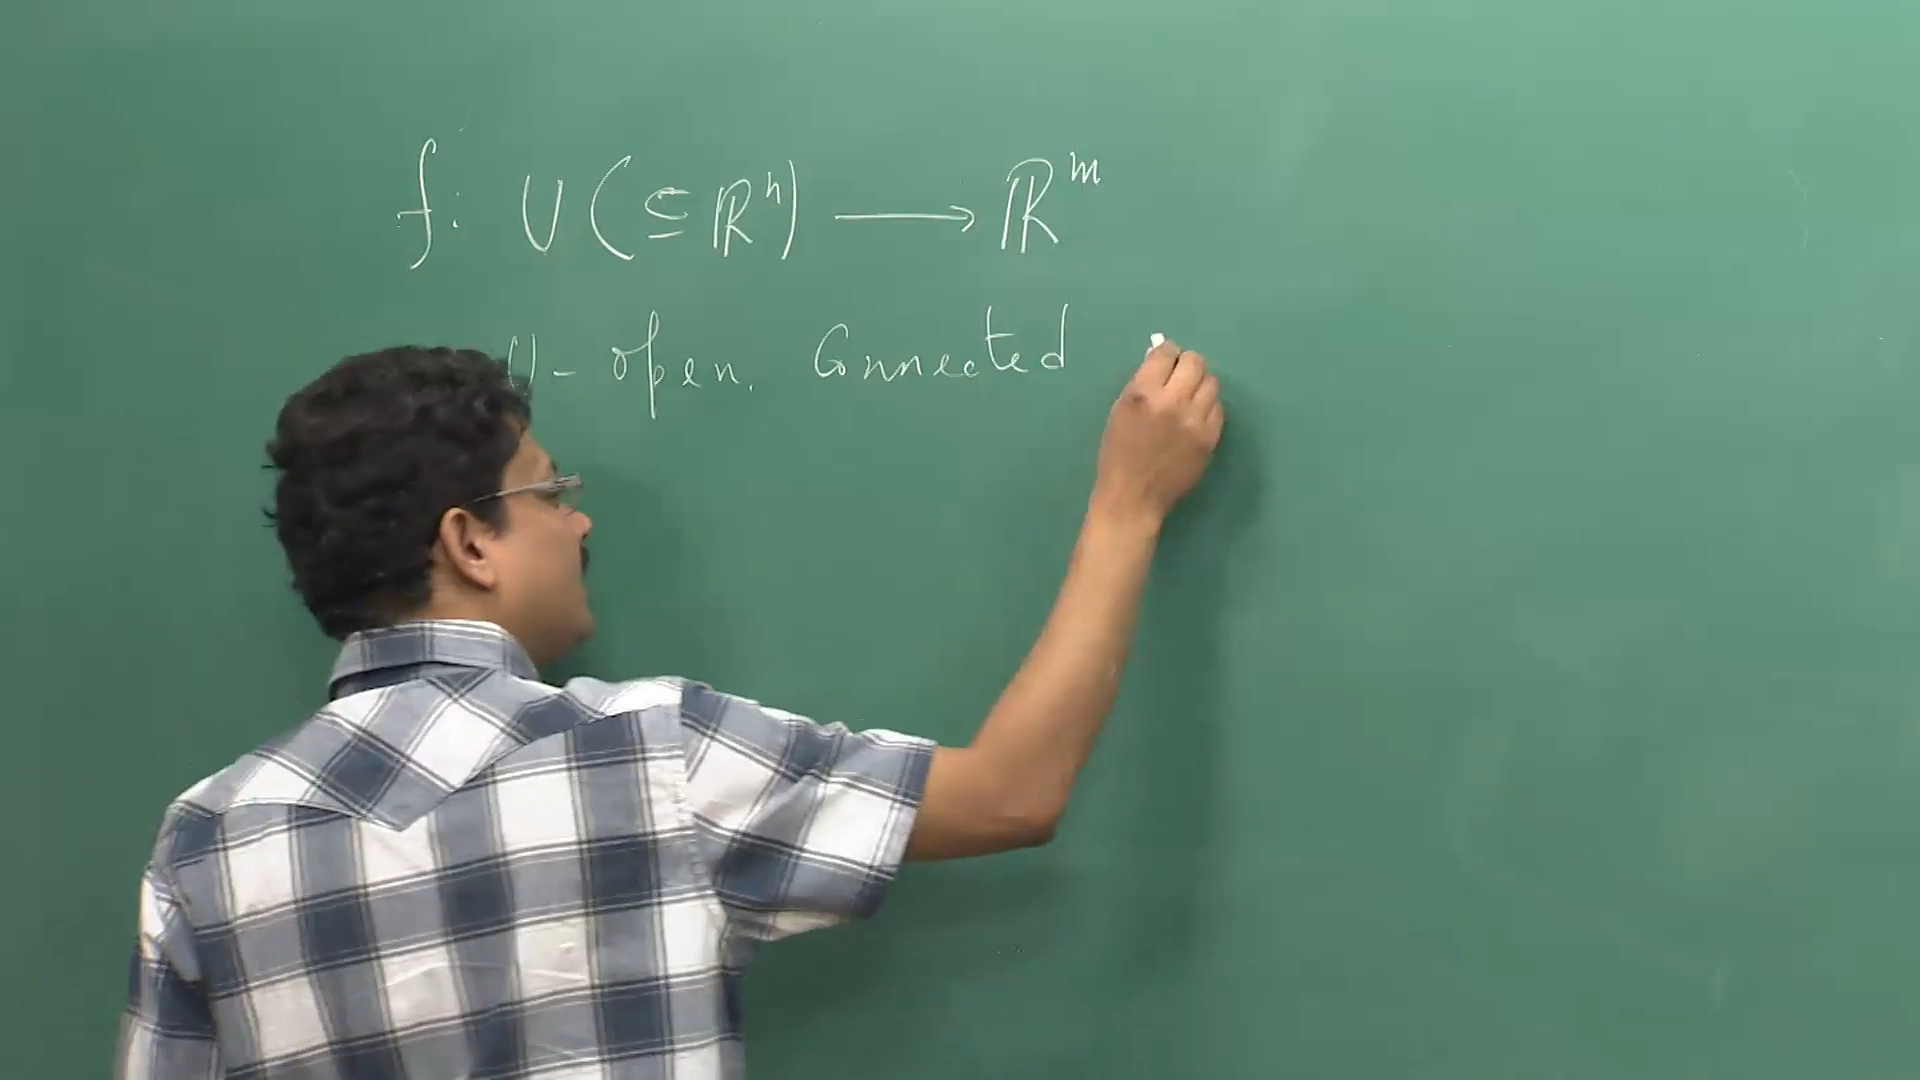 f: U (⊆ ℝⁿ) ⟶ ℝᵐ
U - open. Connected